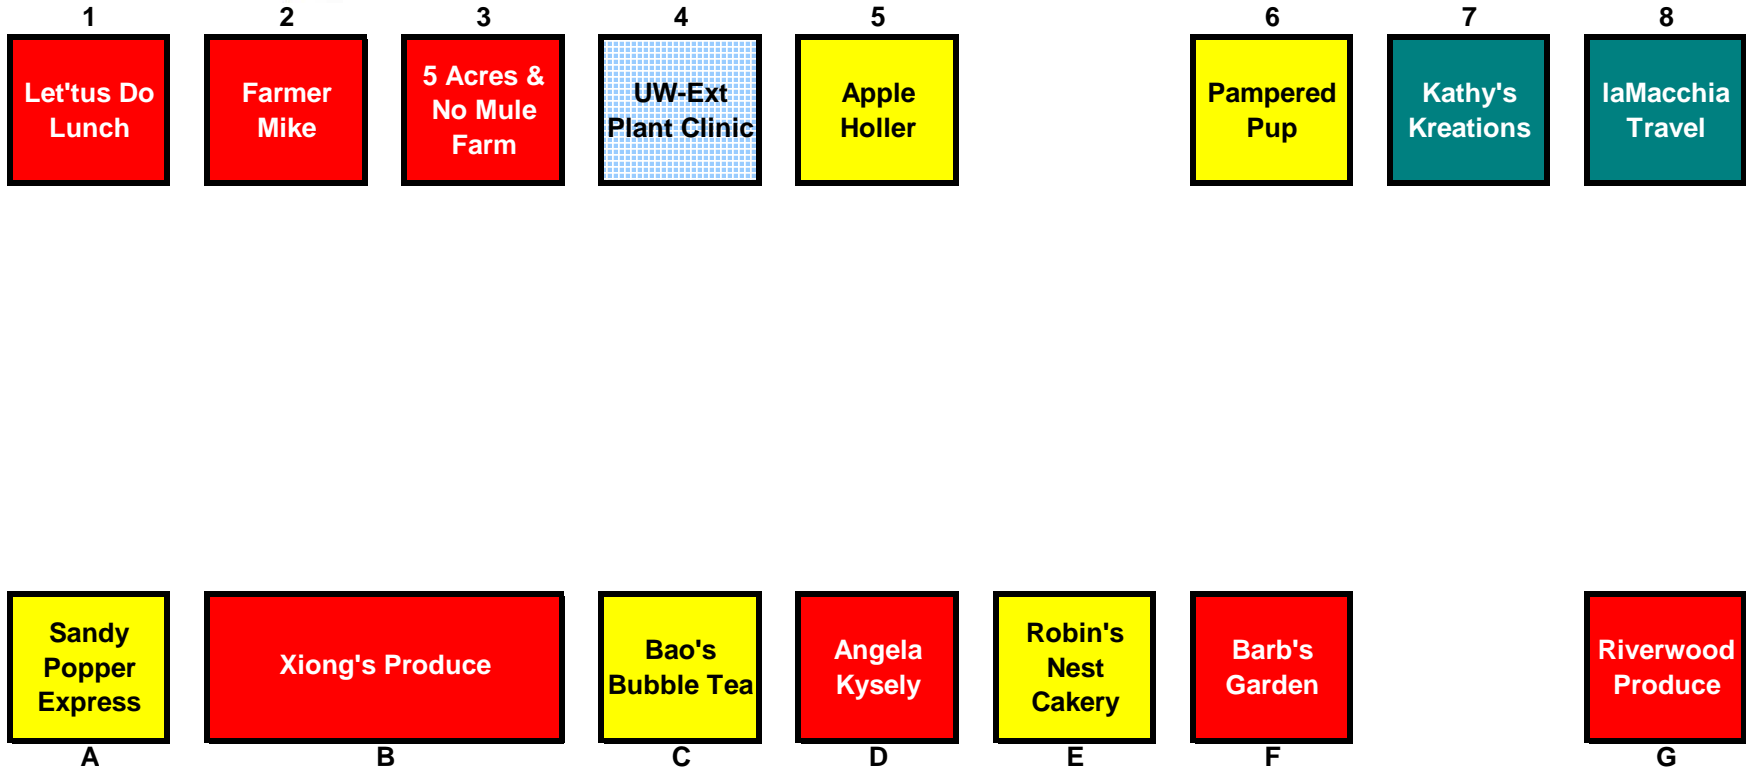 1 2 3 4 5 6 7 8
Let'tus Do
Lunch
Farmer
Mike
5 Acres &
No Mule
Farm
UW-Ext
Plant Clinic
Apple
Holler
Pampered
Pup
Kathy's
Kreations
laMacchia
Travel
Sandy
Popper
Express
Xiong's Produce
Bao's
Bubble Tea
Angela
Kysely
Robin's
Nest
Cakery
Barb's
Garden
Riverwood
Produce
A B C D E F G